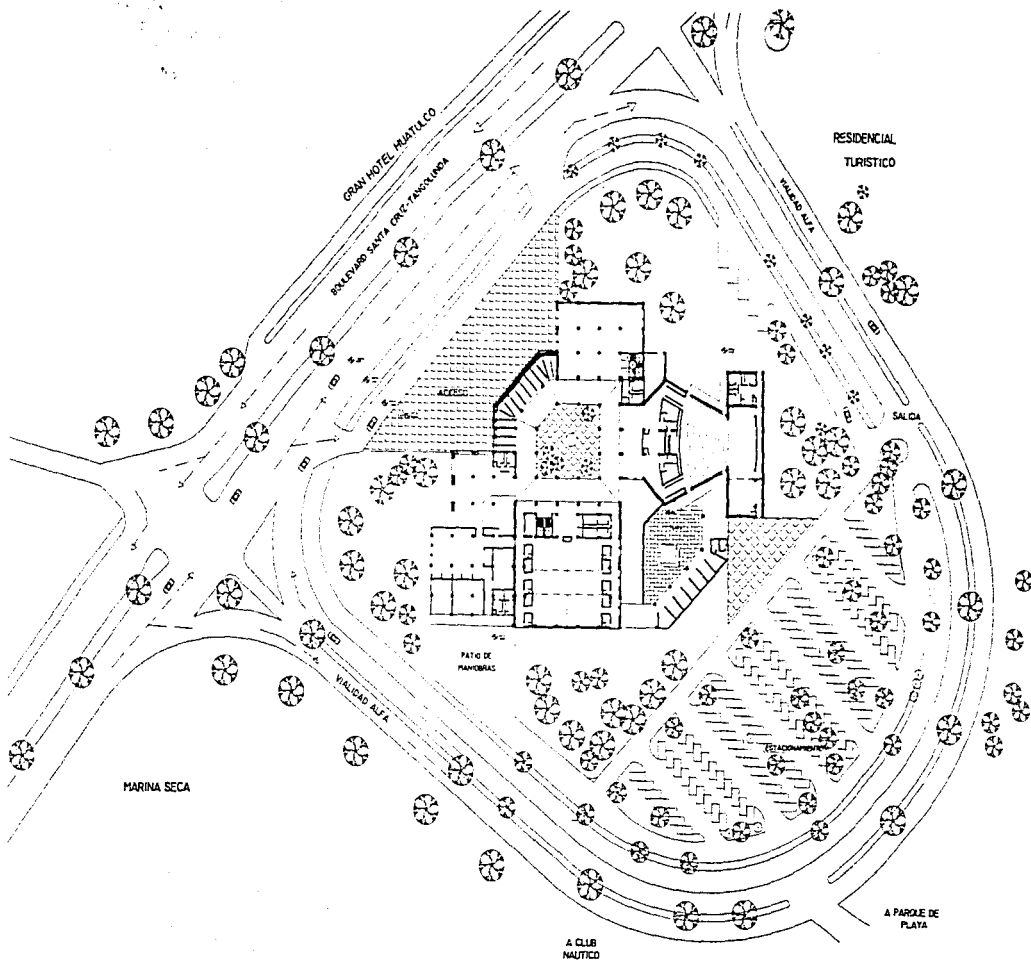 GRAN HOTEL HUATULCO
BOULEVARD SANTA CRUZ-TANGOLUNDA
RESIDENCIAL
TURISTICO
VIALIDAD ALFA
ACCESO
SALIDA
PATIO DE
MANIOBRAS
VIALIDAD ALFA
ESTACIONAMIENTO
MARINA SECA
A PARQUE DE
PLAYA
A CLUB
NAUTICO